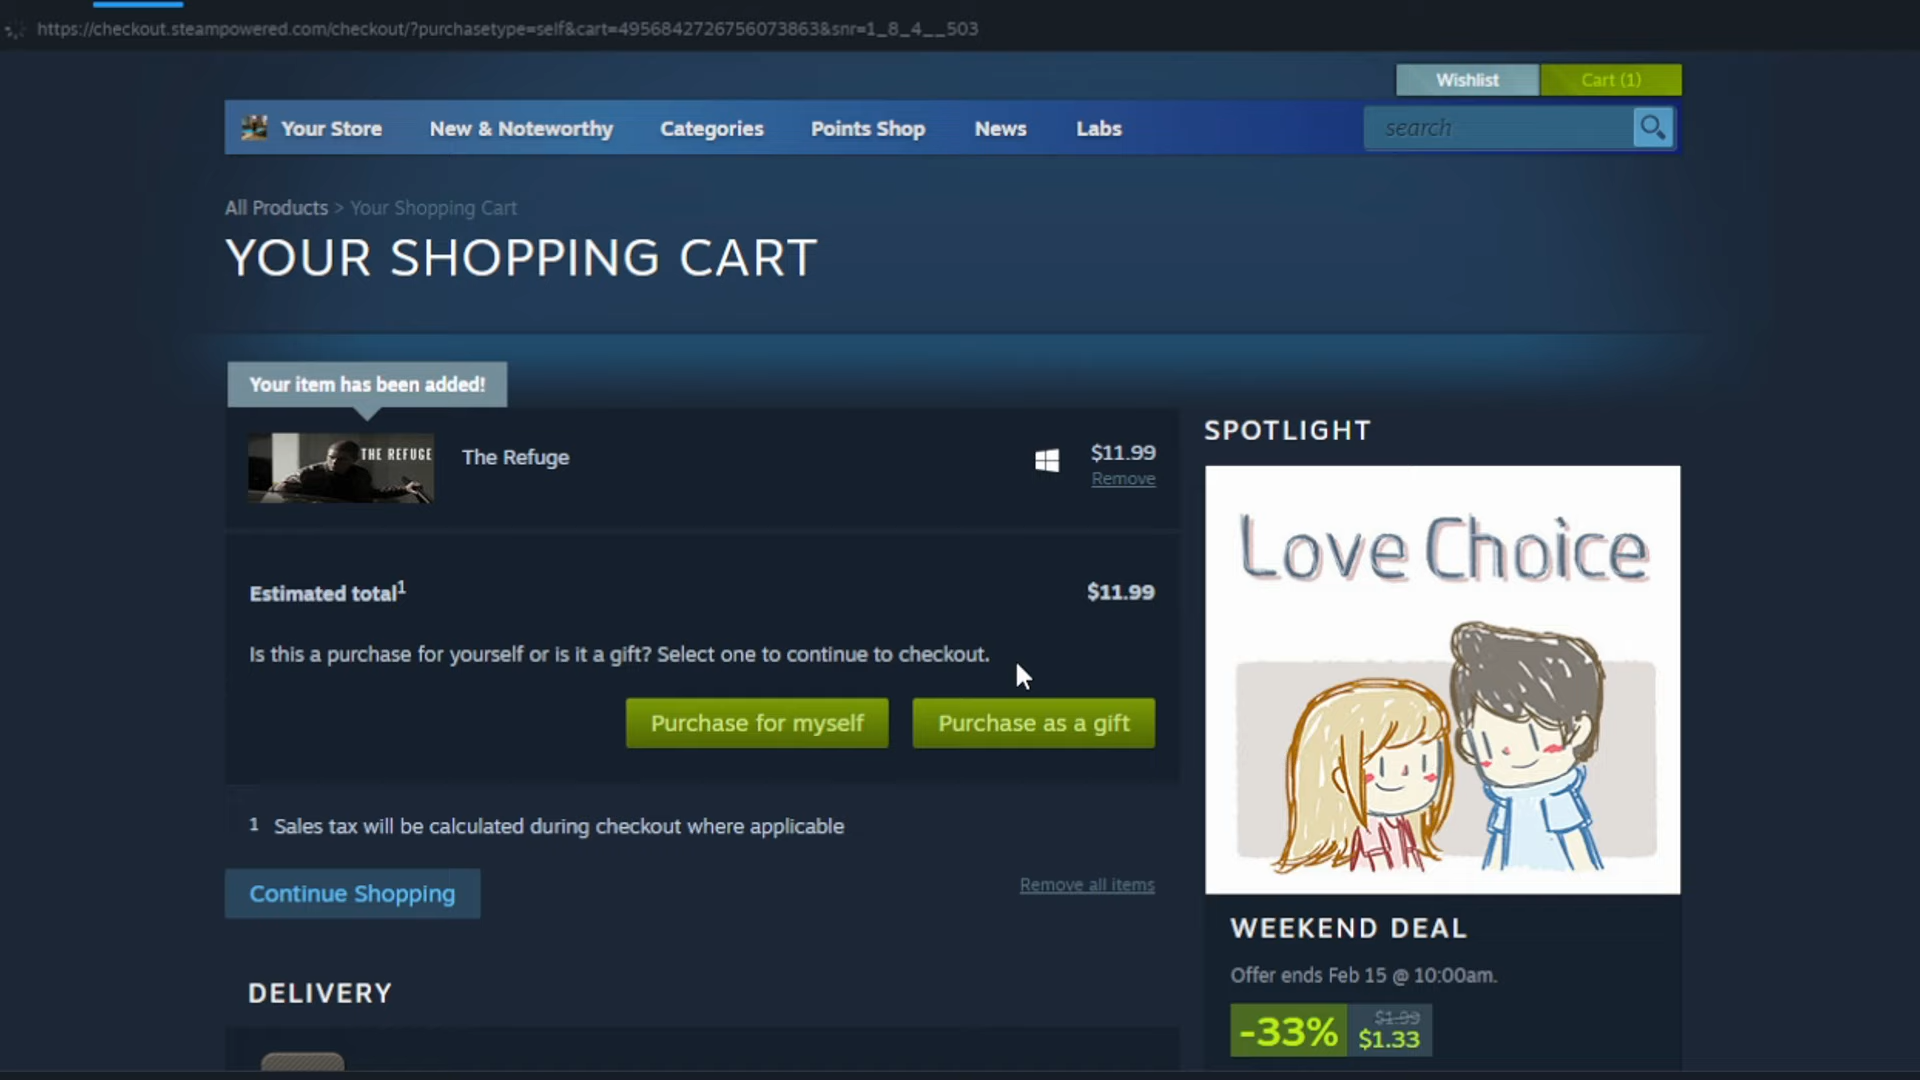 https://checkout.steampowered.com/checkout/?purchasetype=self&cart=4956842726756073863&snr=1_8_4__503
Wishlist
Cart (1)
Your Store
New & Noteworthy
Categories
Points Shop
News
Labs
search
All Products > Your Shopping Cart
YOUR SHOPPING CART
Your item has been added!
THE REFUGE
The Refuge
$11.99
Remove
Estimated total1
$11.99
Is this a purchase for yourself or is it a gift? Select one to continue to checkout.
Purchase for myself
Purchase as a gift
1 Sales tax will be calculated during checkout where applicable
Continue Shopping
Remove all items
DELIVERY
SPOTLIGHT
Love Choice
WEEKEND DEAL
Offer ends Feb 15 @ 10:00am.
-33%
$1.99
$1.33